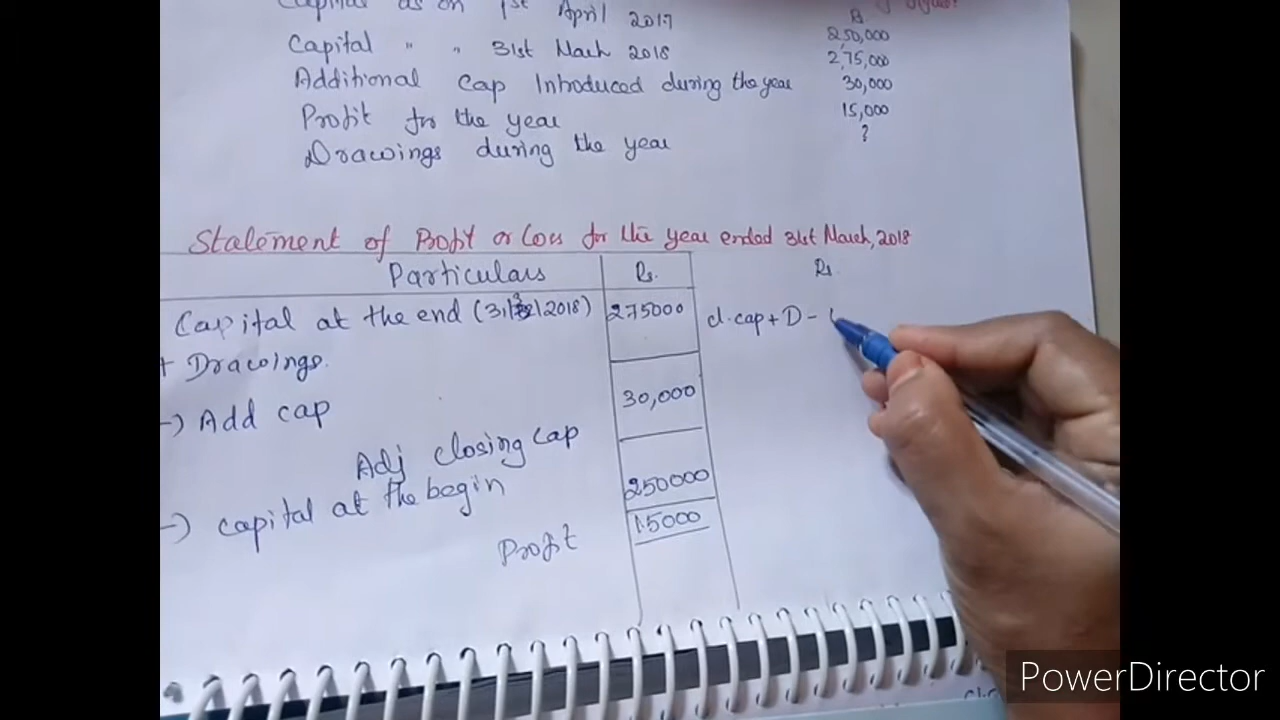 Capital as on 1st April 2017
Rs.
250,000
Capital " " 31st Mach 2018 2,75,000
Additional Cap Introduced during the year 30,000
Profit for the year 15,000
Drawings during the year ?
Statement of Profit or Loss for the year ended 31st March, 2018
Particulars Rs. Rs.
Capital at the end (31/3/2018) 275000 cl.cap + D -
+ Drawings.
-) Add cap 30,000
Adj closing cap
-) capital at the begin 250000
Profit 15000
PowerDirector